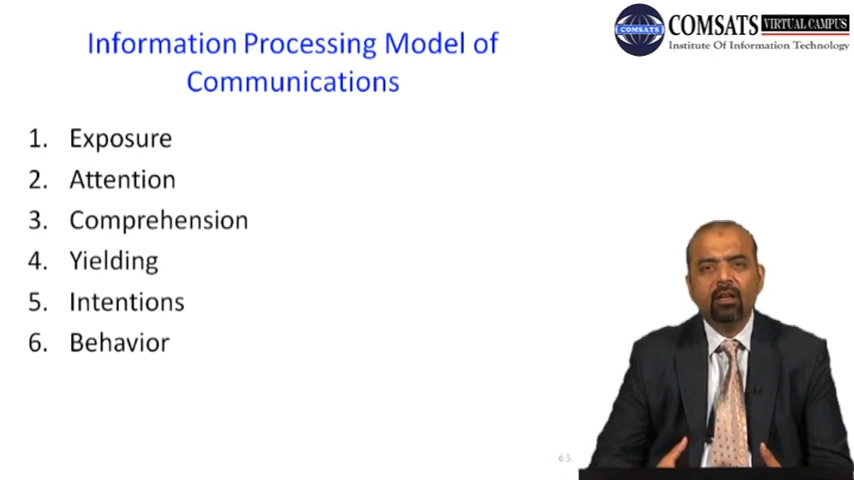 Information Processing Model of
Communications
COMSATS VIRTUAL CAMPUS
Institute Of Information Technology
COMSATS
1. Exposure
2. Attention
3. Comprehension
4. Yielding
5. Intentions
6. Behavior
65